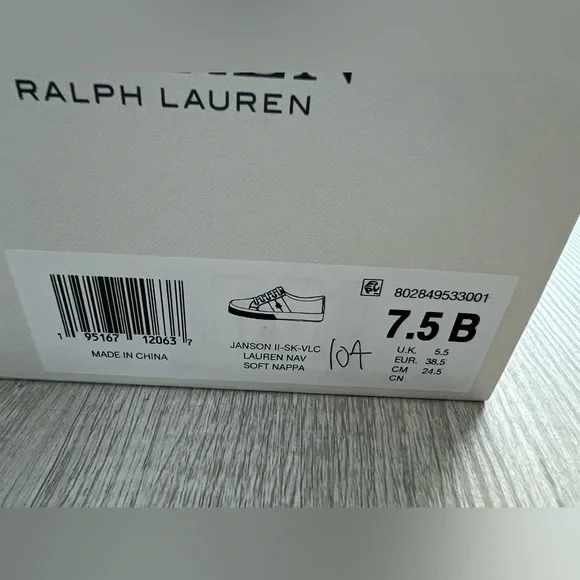 RALPH LAUREN
1 95167 12063 7
MADE IN CHINA
JANSON II-SK-VLC
LAUREN NAV
SOFT NAPPA
104
802849533001
7.5 B
U.K. 5.5
EUR. 38.5
CM 24.5
CN